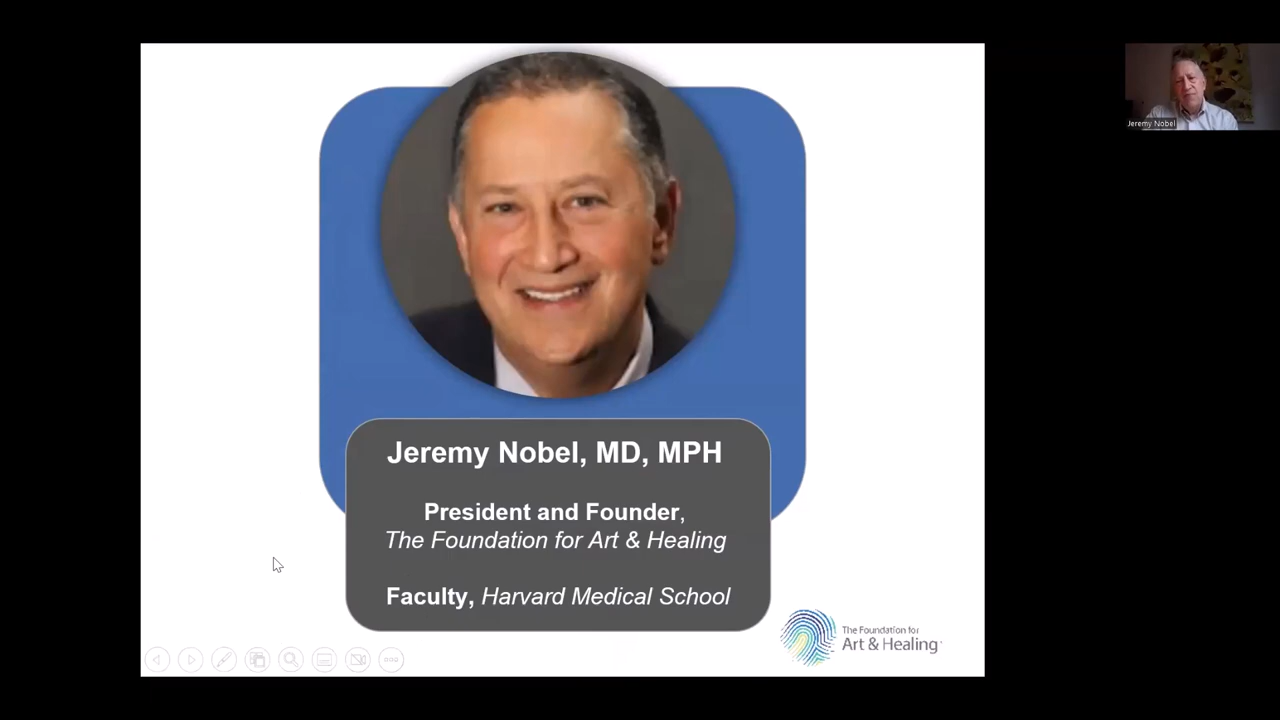 Jeremy Nobel
Jeremy Nobel, MD, MPH
President and Founder,
The Foundation for Art & Healing
Faculty, Harvard Medical School
The Foundation for
Art & Healing